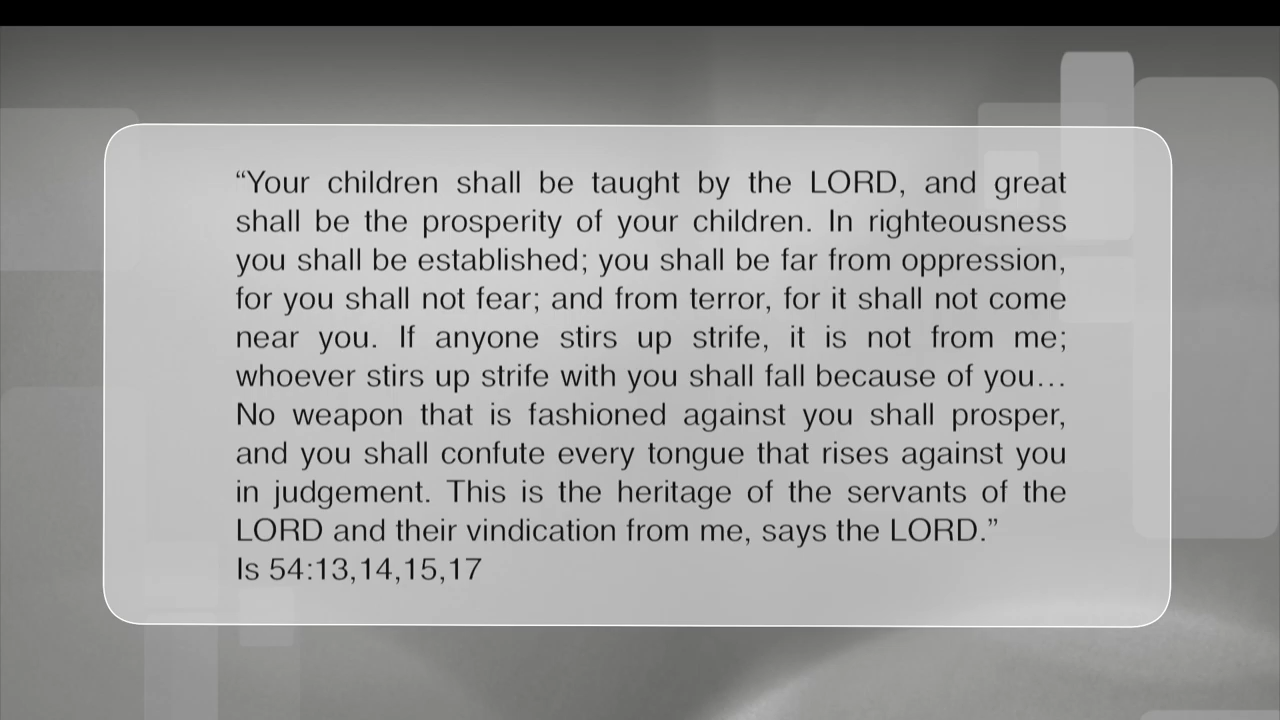 “Your children shall be taught by the LORD, and great
shall be the prosperity of your children. In righteousness
you shall be established; you shall be far from oppression,
for you shall not fear; and from terror, for it shall not come
near you. If anyone stirs up strife, it is not from me;
whoever stirs up strife with you shall fall because of you…
No weapon that is fashioned against you shall prosper,
and you shall confute every tongue that rises against you
in judgement. This is the heritage of the servants of the
LORD and their vindication from me, says the LORD.”
Is 54:13,14,15,17